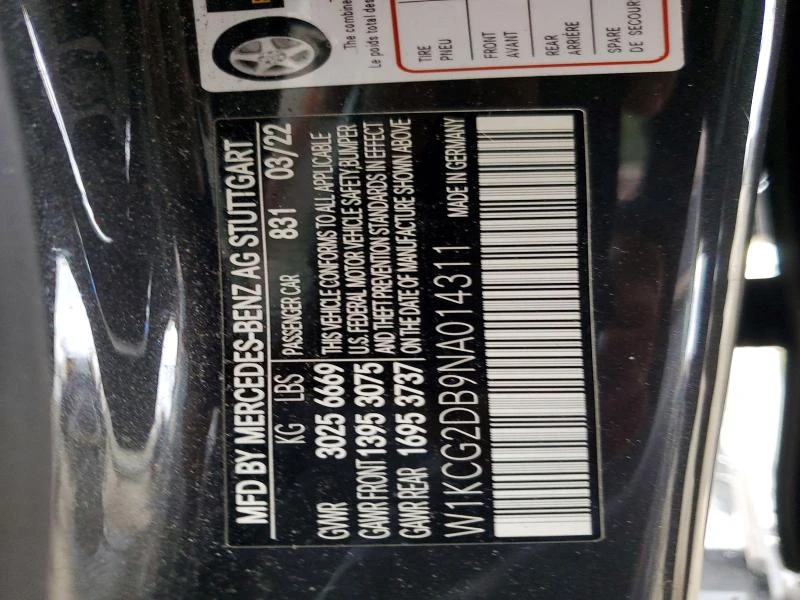 The combine
Le poids total des
TIRE
PNEU
FRONT
AVANT
REAR
ARRIÈRE
SPARE
DE SECOUR
MFD BY MERCEDES-BENZ AG STUTTGART
KG LBS PASSENGER CAR 831 03/22
GVWR 3025 6669 THIS VEHICLE CONFORMS TO ALL APPLICABLE
U.S. FEDERAL MOTOR VEHICLE SAFETY,BUMPER
GAWR FRONT 1395 3075 AND THEFT PREVENTION STANDARDS IN EFFECT
GAWR REAR 1695 3737 ON THE DATE OF MANUFACTURE SHOWN ABOVE
W1KCG2DB9NA014311 MADE IN GERMANY